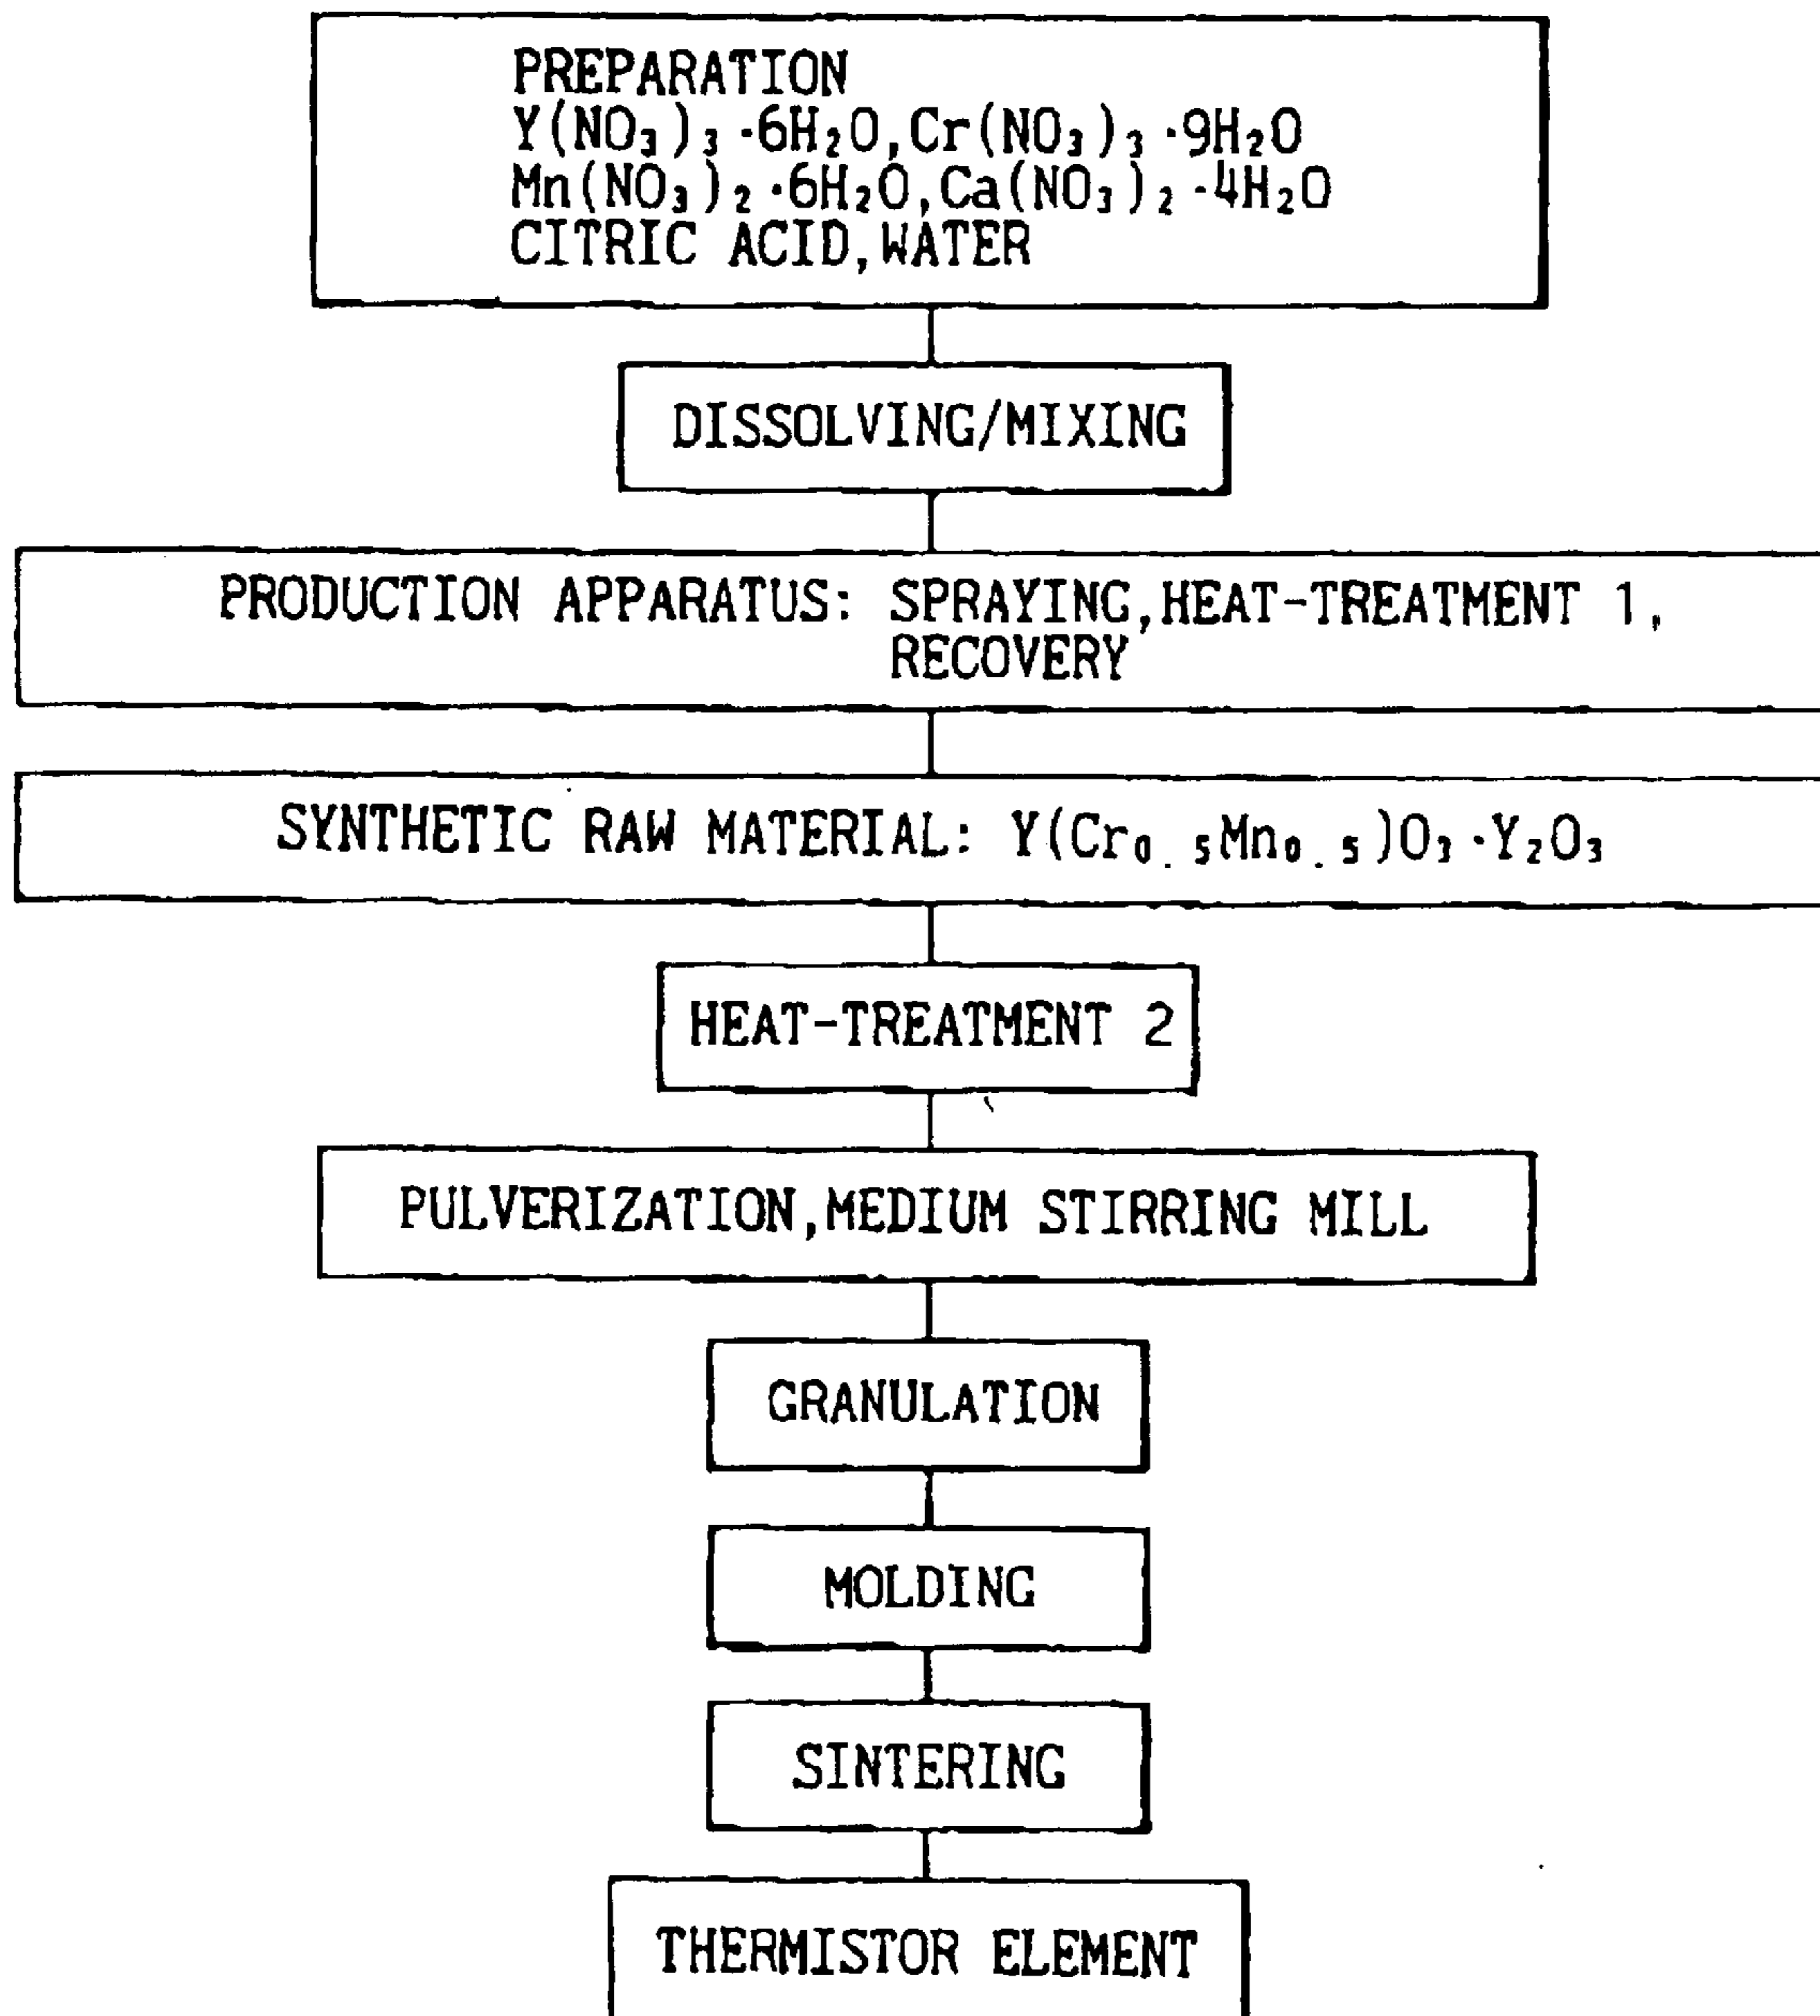 PREPARATION
Y(NO₃)₃·6H₂O,Cr(NO₃)₃·9H₂O
Mn(NO₃)₂·6H₂O,Ca(NO₃)₂·4H₂O
CITRIC ACID,WATER
DISSOLVING/MIXING
PRODUCTION APPARATUS: SPRAYING,HEAT-TREATMENT 1,
RECOVERY
SYNTHETIC RAW MATERIAL: Y(Cr₀.₅Mn₀.₅)O₃·Y₂O₃
HEAT-TREATMENT 2
PULVERIZATION,MEDIUM STIRRING MILL
GRANULATION
MOLDING
SINTERING
THERMISTOR ELEMENT